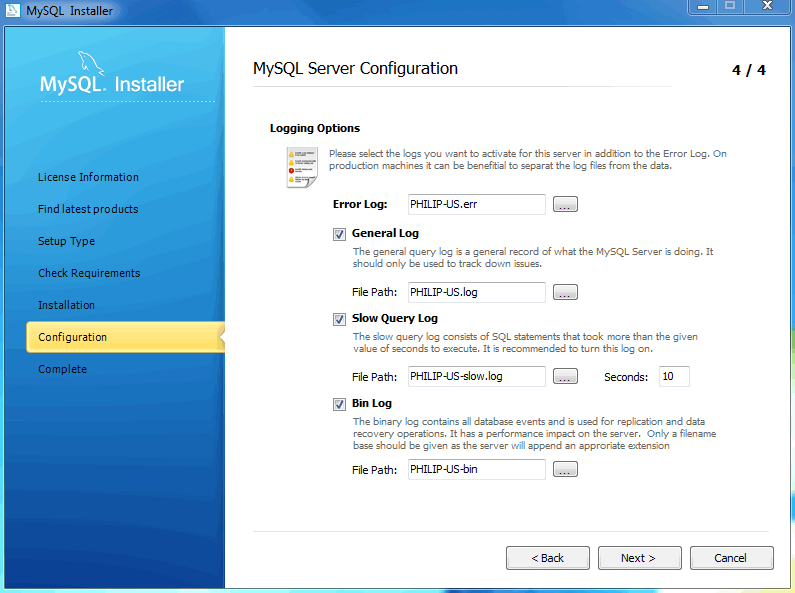 MySQL Installer
MySQL. Installer
License Information
Find latest products
Setup Type
Check Requirements
Installation
Configuration
Complete
MySQL Server Configuration
4 / 4
Logging Options
Please select the logs you want to activate for this server in addition to the Error Log. On
production machines it can be benefitial to separate the log files from the data.
Error Log: PHILIP-US.err ...
General Log
The general query log is a general record of what the MySQL Server is doing. It
should only be used to track down issues.
File Path: PHILIP-US.log ...
Slow Query Log
The slow query log consists of SQL statements that took more than the given
value of seconds to execute. It is recommended to turn this log on.
File Path: PHILIP-US-slow.log ... Seconds: 10
Bin Log
The binary log contains all database events and is used for replication and data
recovery operations. It has a performance impact on the server. Only a filename
base should be given as the server will append an approriate extension
File Path: PHILIP-US-bin ...
< Back Next > Cancel